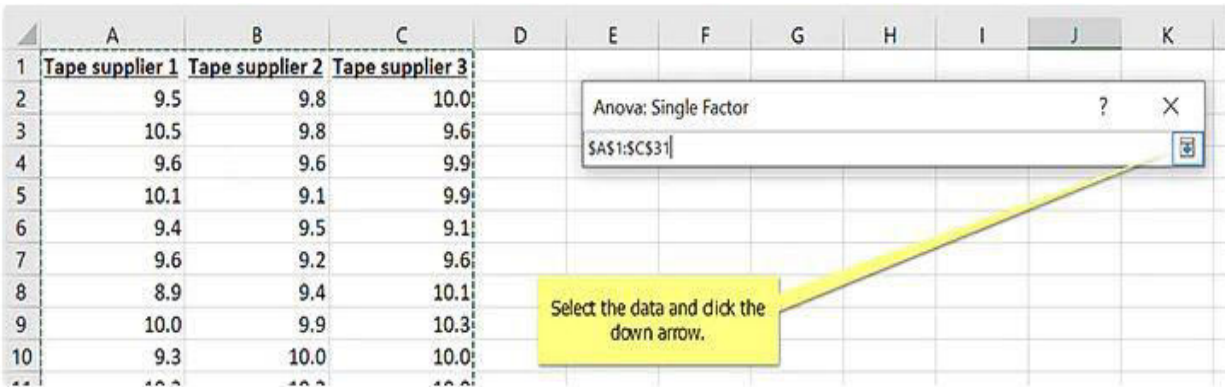 A B C D E F G H I J K
1 Tape supplier 1 Tape supplier 2 Tape supplier 3
2 9.5 9.8 10.0
Anova: Single Factor ? X
3 10.5 9.8 9.6
$A$1:$C$31
4 9.6 9.6 9.9
5 10.1 9.1 9.9
6 9.4 9.5 9.1
7 9.6 9.2 9.6
8 8.9 9.4 10.1
Select the data and click the
down arrow.
9 10.0 9.9 10.3
10 9.3 10.0 10.0